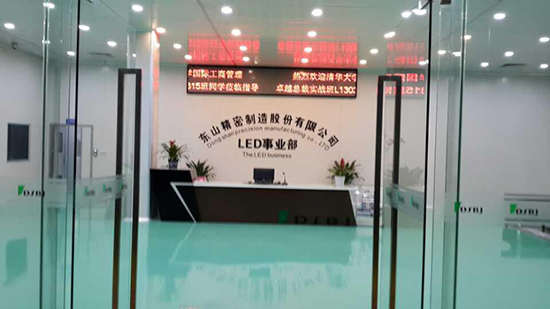 学国际工商管理 热烈欢迎清华大学
315班同学莅临指导 卓越总裁实战班L130
东山精密制造股份有限公司
Dong shan precision manufacturing co., LTD
LED事业部
The LED business
DSBJ
DSBJ
DSBJ